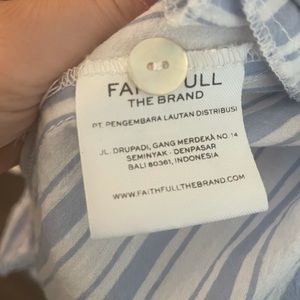 FAITHFULL
THE BRAND
PT. PENGEMBARA LAUTAN DISTRIBUSI
JL. DRUPADI, GANG MERDEKA NO. 14
SEMINYAK - DENPASAR
BALI 80361, INDONESIA
WWW.FAITHFULLTHEBRAND.COM